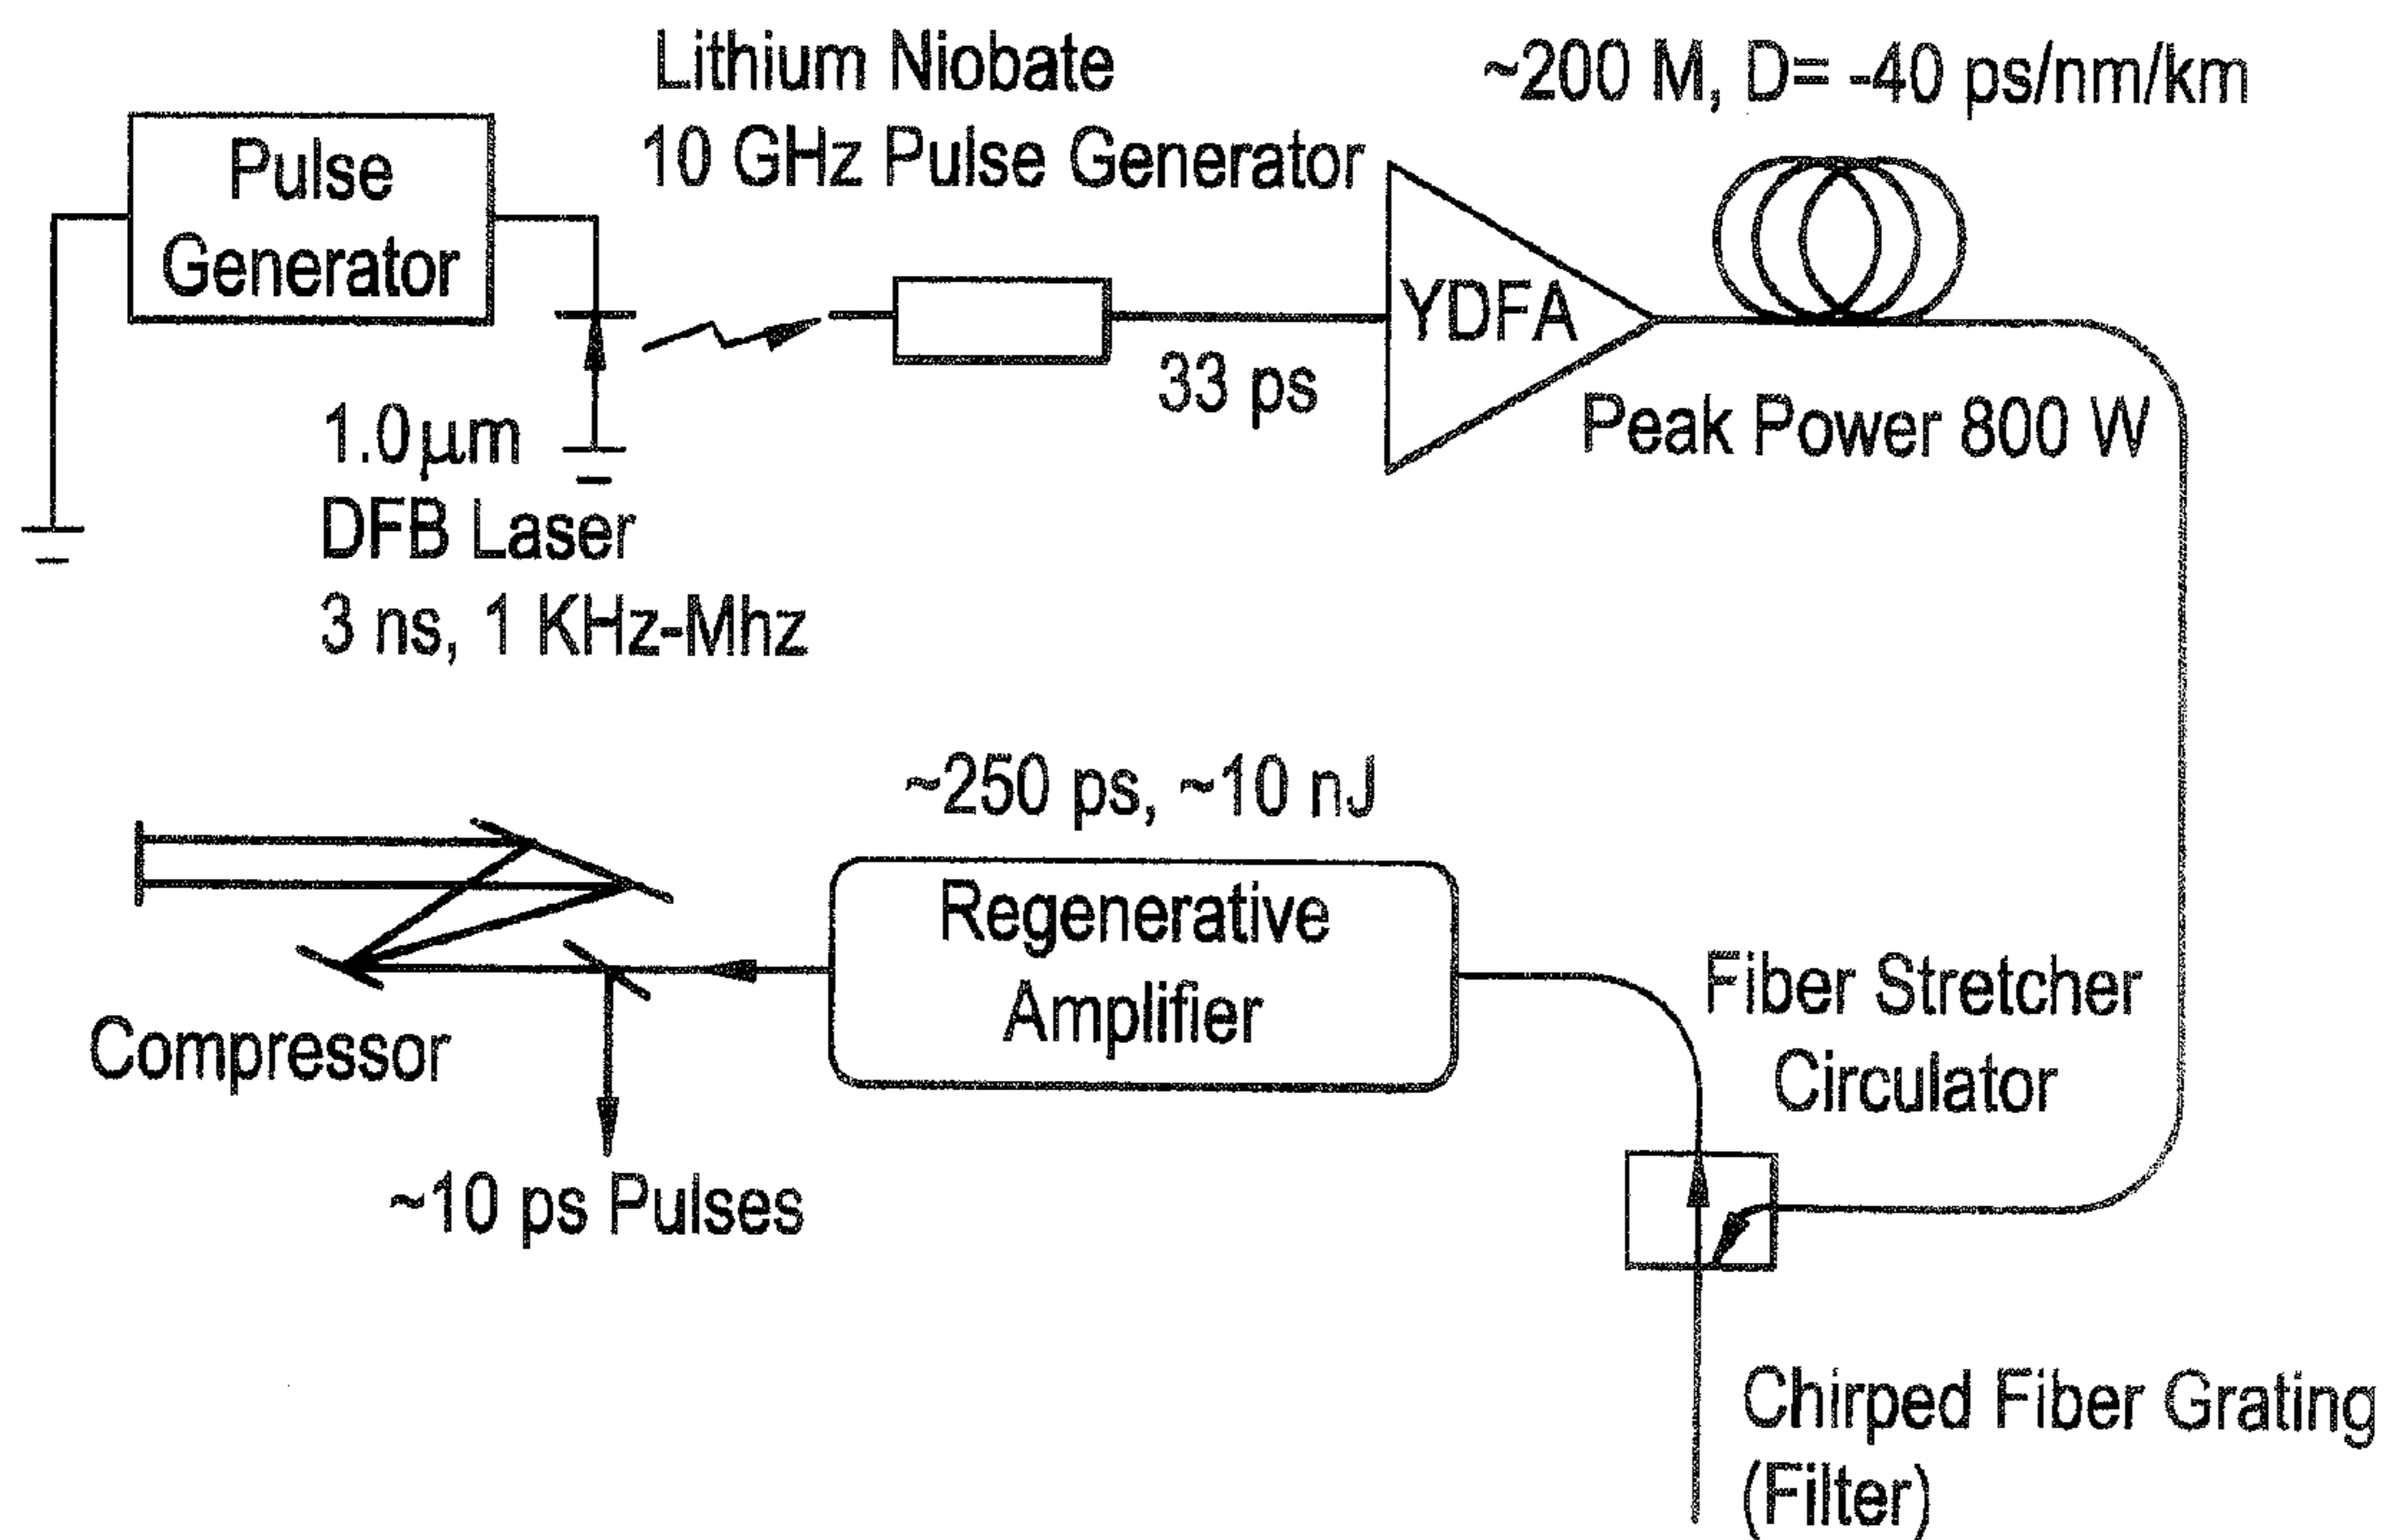 Lithium Niobate
10 GHz Pulse Generator
~200 M, D= -40 ps/nm/km
Pulse
Generator
YDFA
33 ps
Peak Power 800 W
1.0μm
DFB Laser
3 ns, 1 KHz-Mhz
~250 ps, ~10 nJ
Regenerative
Amplifier
Fiber Stretcher
Circulator
Compressor
~10 ps Pulses
Chirped Fiber Grating
(Filter)